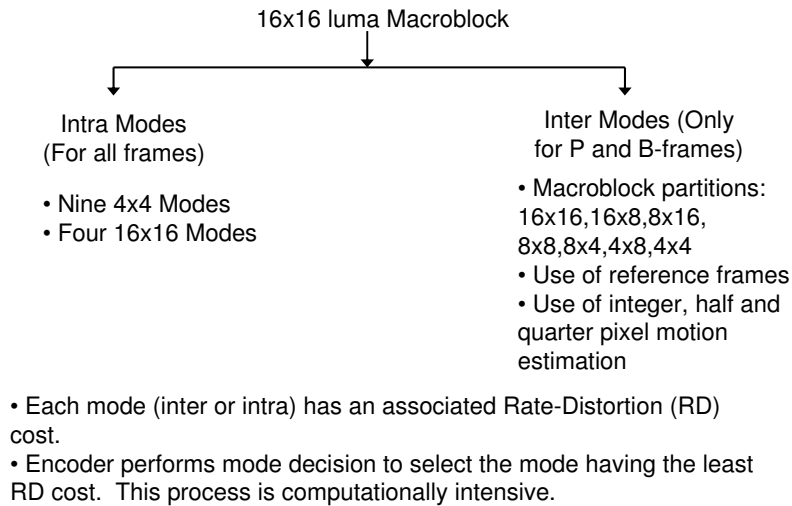 16x16 luma Macroblock
Intra Modes
(For all frames)
• Nine 4x4 Modes
• Four 16x16 Modes
Inter Modes (Only
for P and B-frames)
• Macroblock partitions:
16x16,16x8,8x16,
8x8,8x4,4x8,4x4
• Use of reference frames
• Use of integer, half and
quarter pixel motion
estimation
• Each mode (inter or intra) has an associated Rate-Distortion (RD)
cost.
• Encoder performs mode decision to select the mode having the least
RD cost.  This process is computationally intensive.